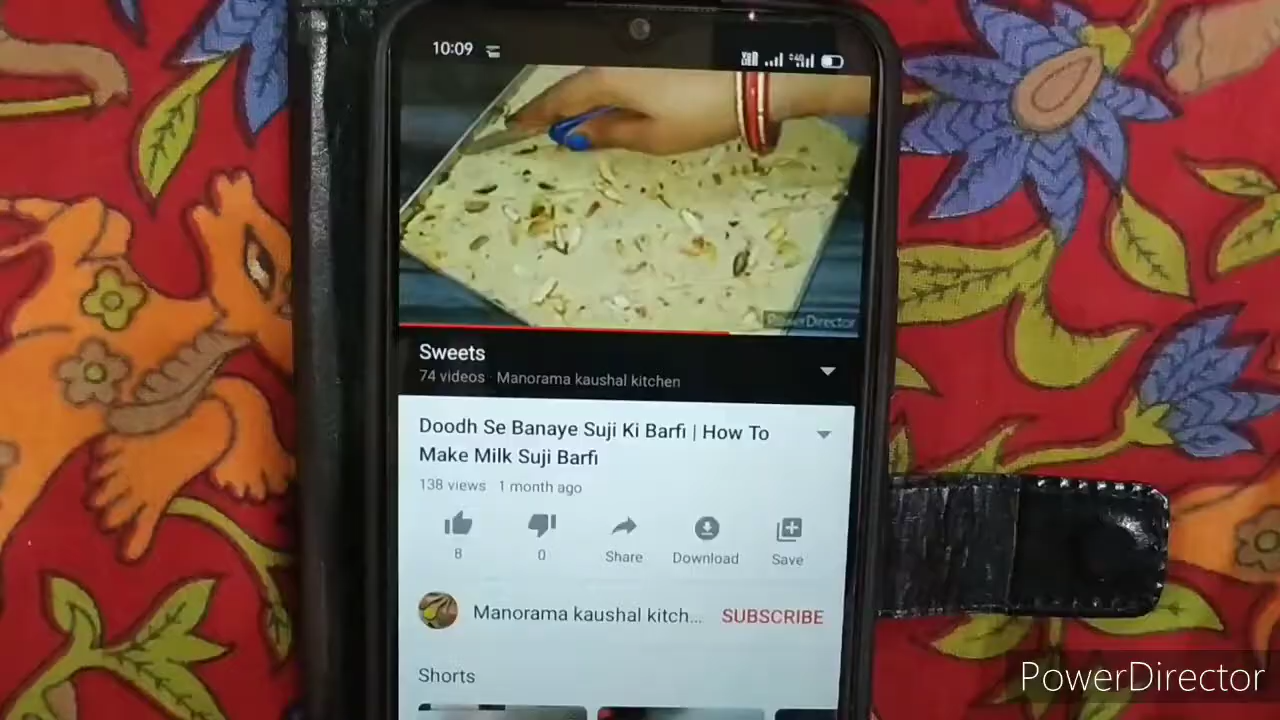 10:09
PowerDirector
Sweets
74 videos · Manorama kaushal kitchen
Doodh Se Banaye Suji Ki Barfi | How To
Make Milk Suji Barfi
138 views 1 month ago
8
0
Share
Download
Save
Manorama kaushal kitch...
SUBSCRIBE
Shorts
PowerDirector